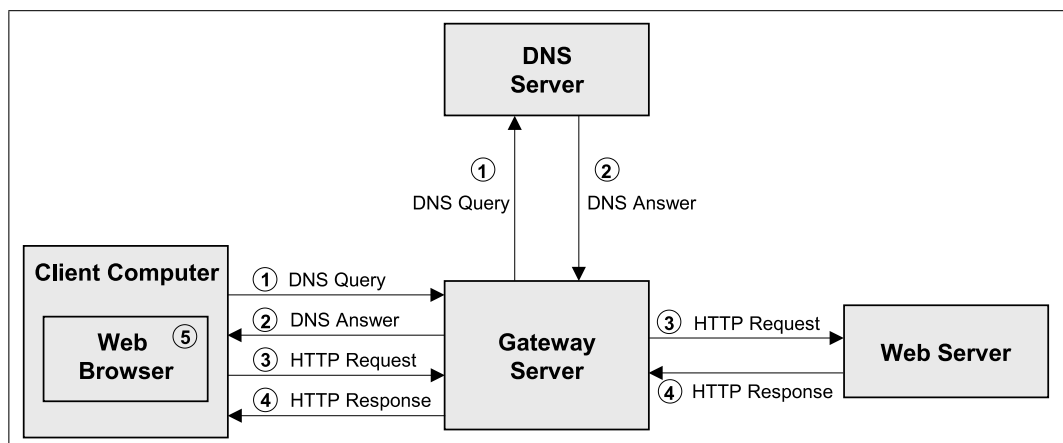 DNS
Server
1
2
DNS Query
DNS Answer
Client Computer
1 DNS Query
2 DNS Answer
3 HTTP Request
4 HTTP Response
Web
Browser
5
Gateway
Server
3 HTTP Request
4 HTTP Response
Web Server